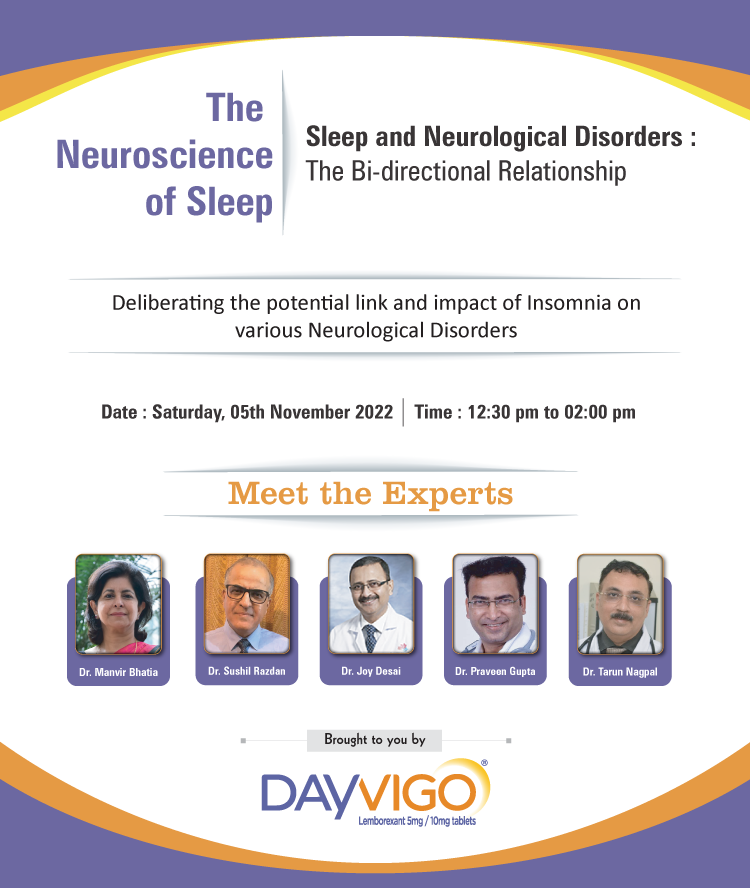 The
Neuroscience
of Sleep
Sleep and Neurological Disorders :
The Bi-directional Relationship
Deliberating the potential link and impact of Insomnia on
various Neurological Disorders
Date : Saturday, 05th November 2022 | Time : 12:30 pm to 02:00 pm
Meet the Experts
Dr. Manvir Bhatia
Dr. Sushil Razdan
Dr. Joy Desai
Dr. Praveen Gupta
Dr. Tarun Nagpal
Brought to you by
DAYVIGO®
Lemborexant 5mg / 10mg tablets